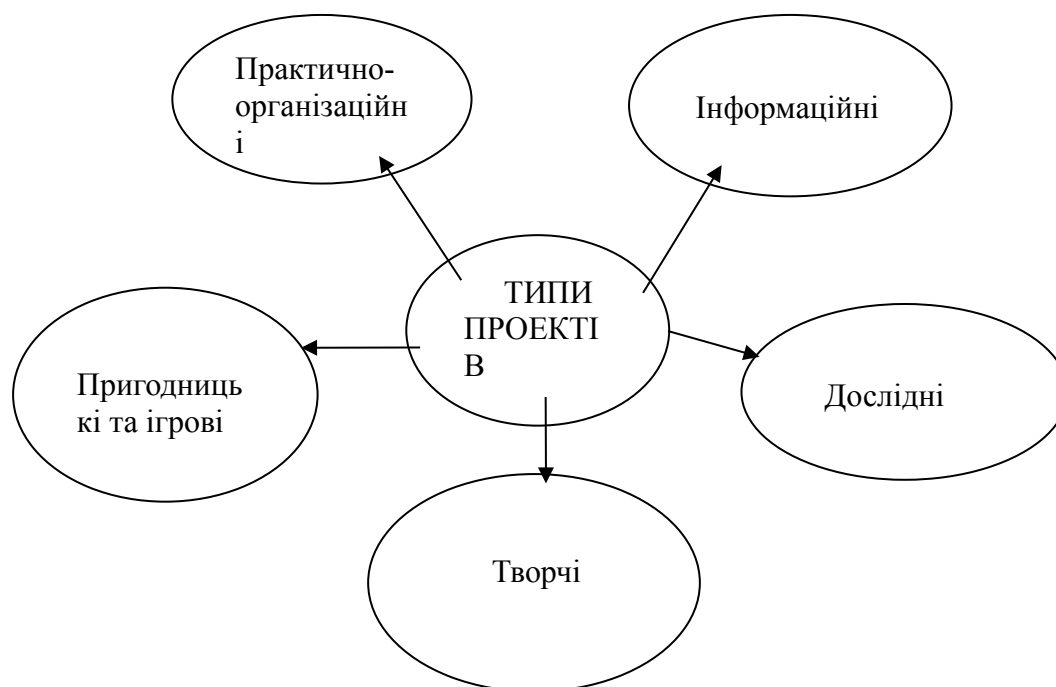 Практично-
організаційн
і
Інформаційні
ТИПИ
ПРОЕКТІ
В
Пригодниць
кі та ігрові
Дослідні
Творчі